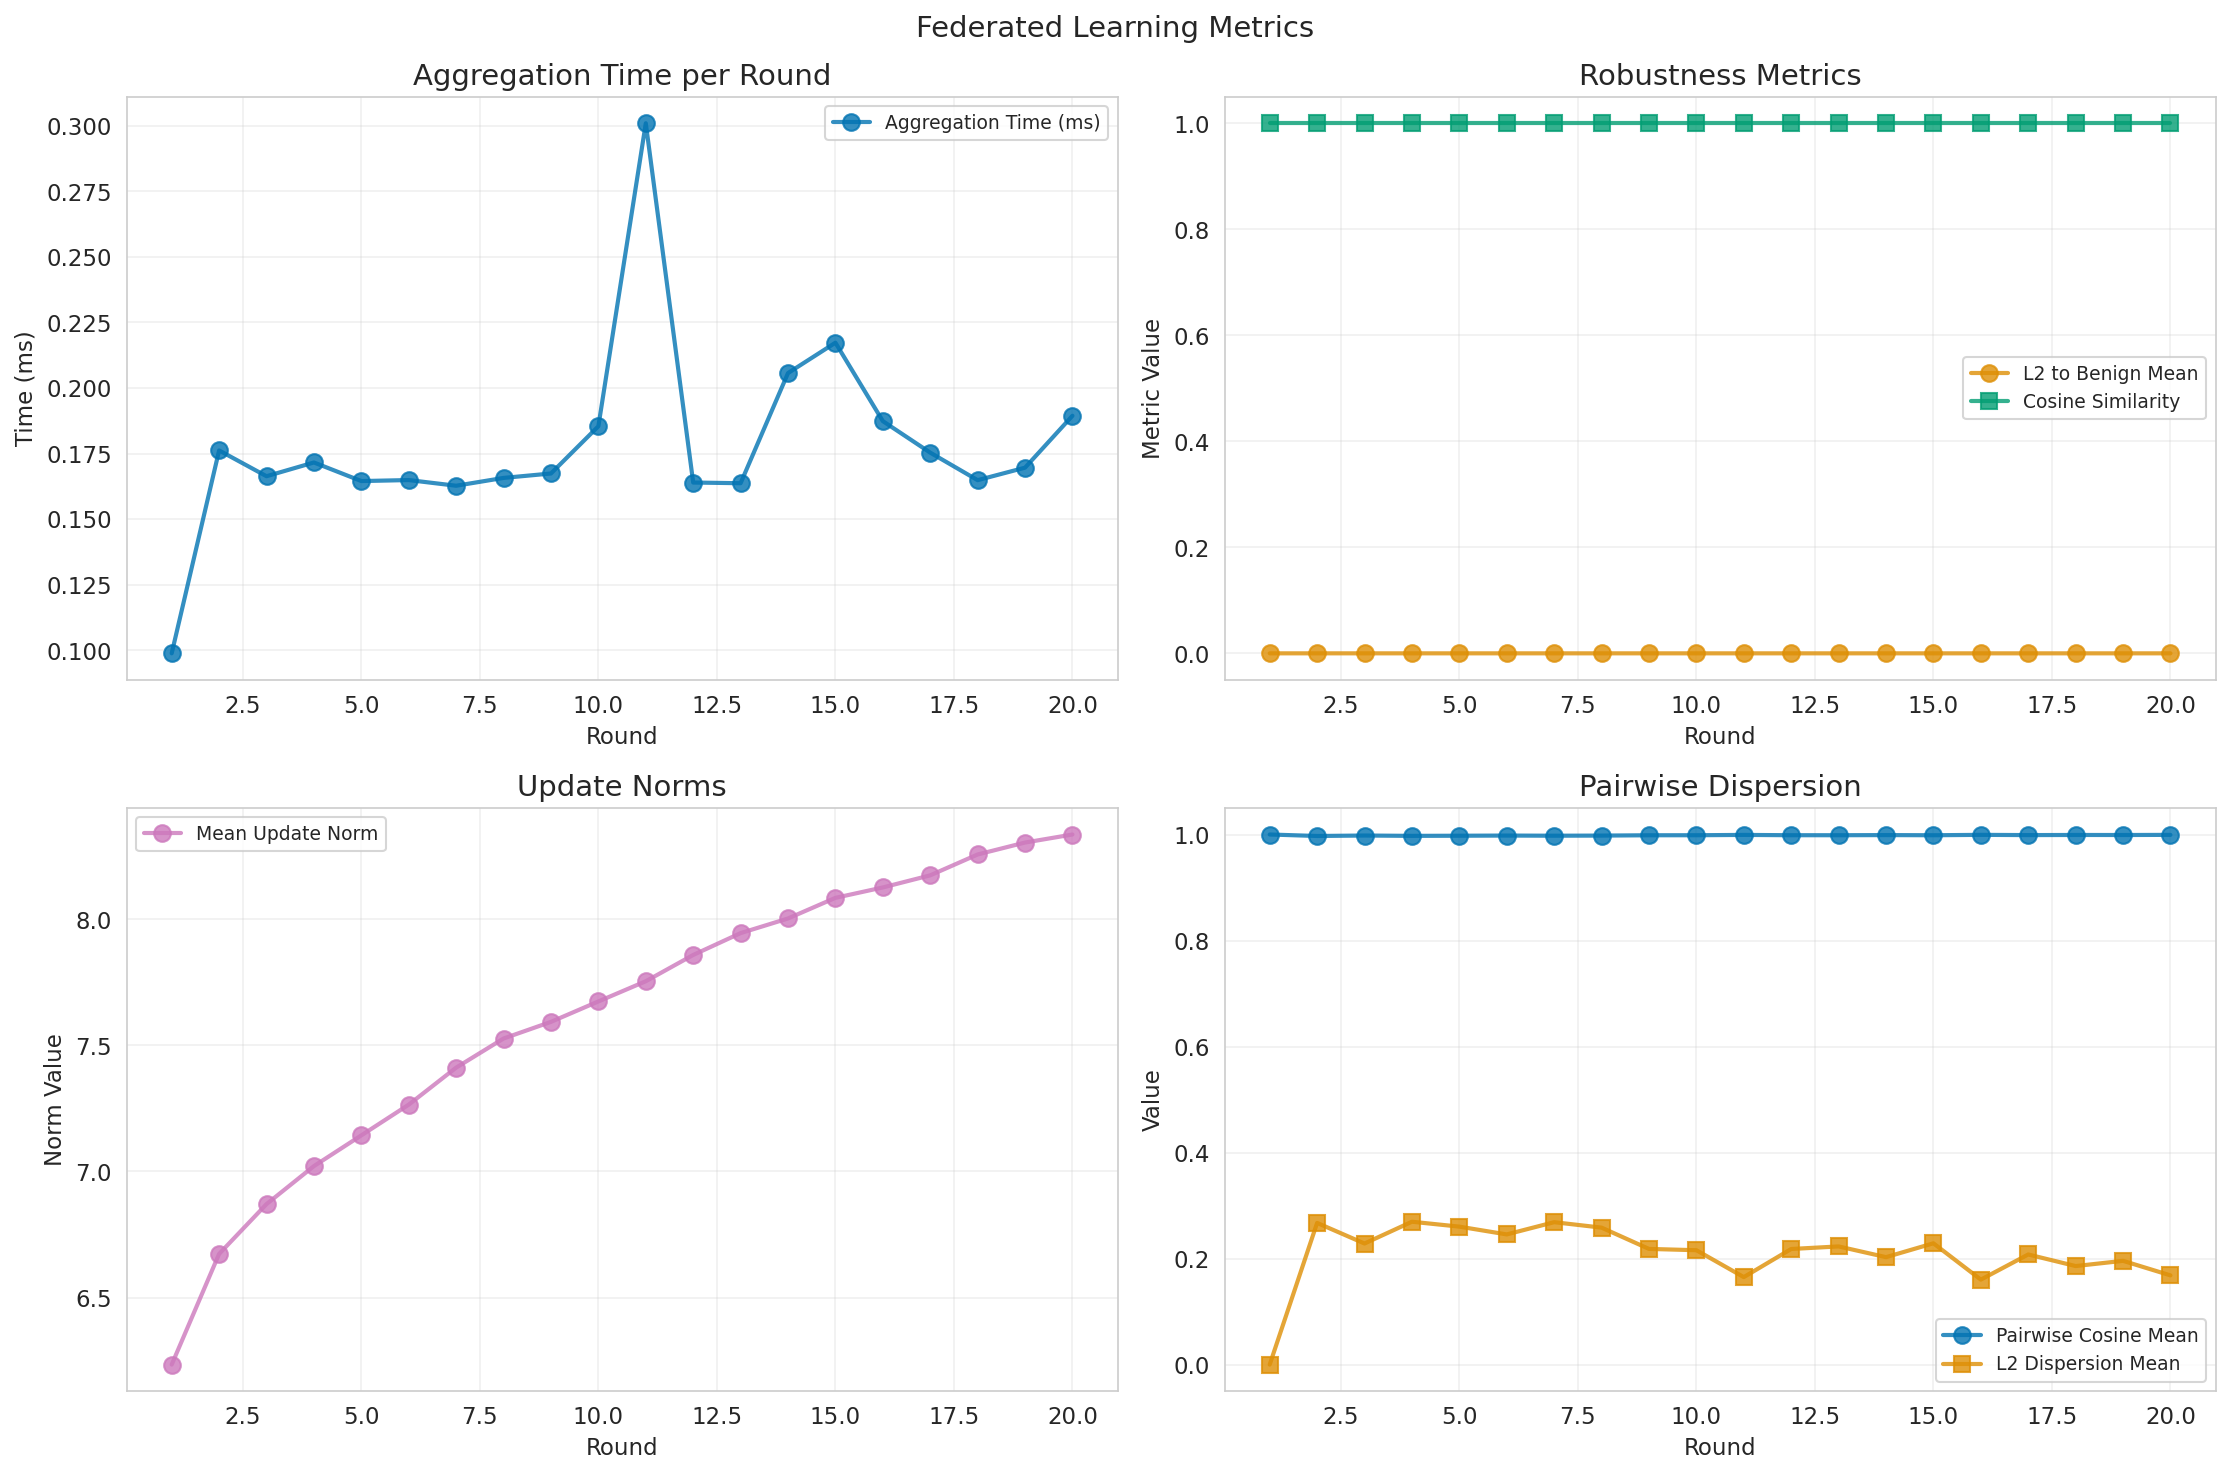 Federated Learning Metrics
Aggregation Time per Round
Aggregation Time (ms)
Time (ms)
0.300
0.275
0.250
0.225
0.200
0.175
0.150
0.125
0.100
2.5 5.0 7.5 10.0 12.5 15.0 17.5 20.0
Round
Robustness Metrics
L2 to Benign Mean
Cosine Similarity
Metric Value
1.0
0.8
0.6
0.4
0.2
0.0
2.5 5.0 7.5 10.0 12.5 15.0 17.5 20.0
Round
Update Norms
Mean Update Norm
Norm Value
8.0
7.5
7.0
6.5
2.5 5.0 7.5 10.0 12.5 15.0 17.5 20.0
Round
Pairwise Dispersion
Value
1.0
0.8
0.6
0.4
0.2
0.0
Pairwise Cosine Mean
L2 Dispersion Mean
2.5 5.0 7.5 10.0 12.5 15.0 17.5 20.0
Round